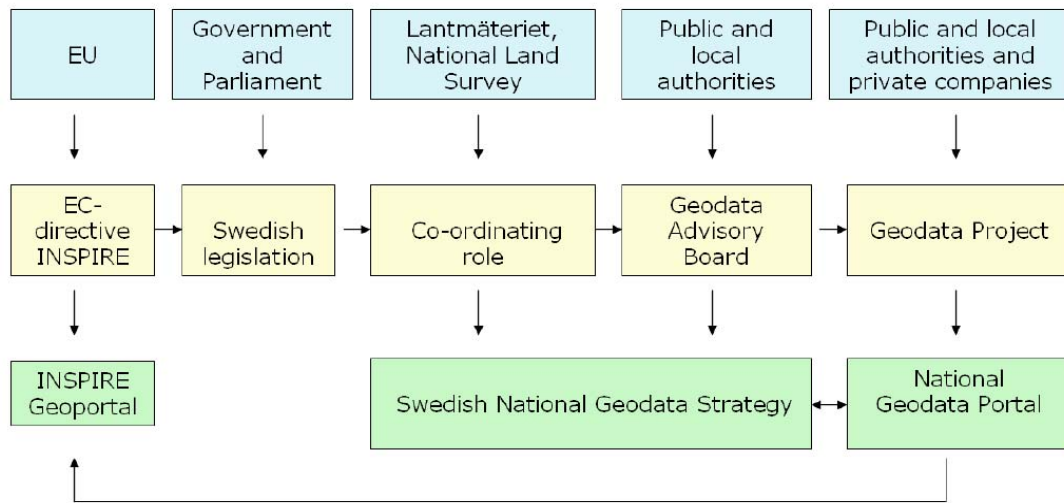 EU
Government
and
Parliament
Lantmäteriet,
National Land
Survey
Public and
local
authorities
Public and local
authorities and
private companies
EC-
directive
INSPIRE
Swedish
legislation
Co-ordinating
role
Geodata
Advisory
Board
Geodata Project
INSPIRE
Geoportal
Swedish National Geodata Strategy
National
Geodata Portal